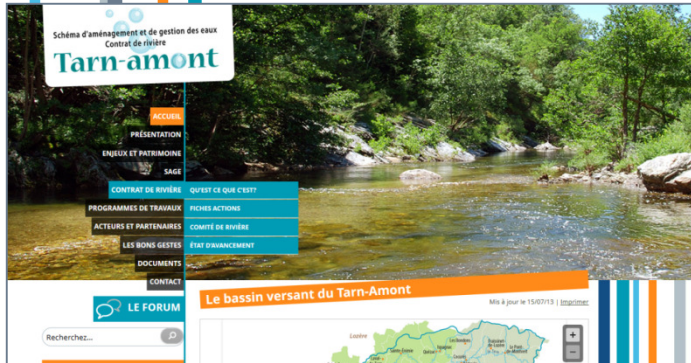 Schéma d'aménagement et de gestion des eaux
Contrat de rivière
Tarn-amont
ACCUEIL
PRÉSENTATION
ENJEUX ET PATRIMOINE
SAGE
CONTRAT DE RIVIÈRE QU'EST CE QUE C'EST?
PROGRAMMES DE TRAVAUX FICHES ACTIONS
ACTEURS ET PARTENAIRES COMITÉ DE RIVIÈRE
LES BONS GESTES ÉTAT D'AVANCEMENT
DOCUMENTS
CONTACT
LE FORUM
Le bassin versant du Tarn-Amont
Mis à jour le 15/07/13 | Imprimer
Recherchez...
Lozère
+
-